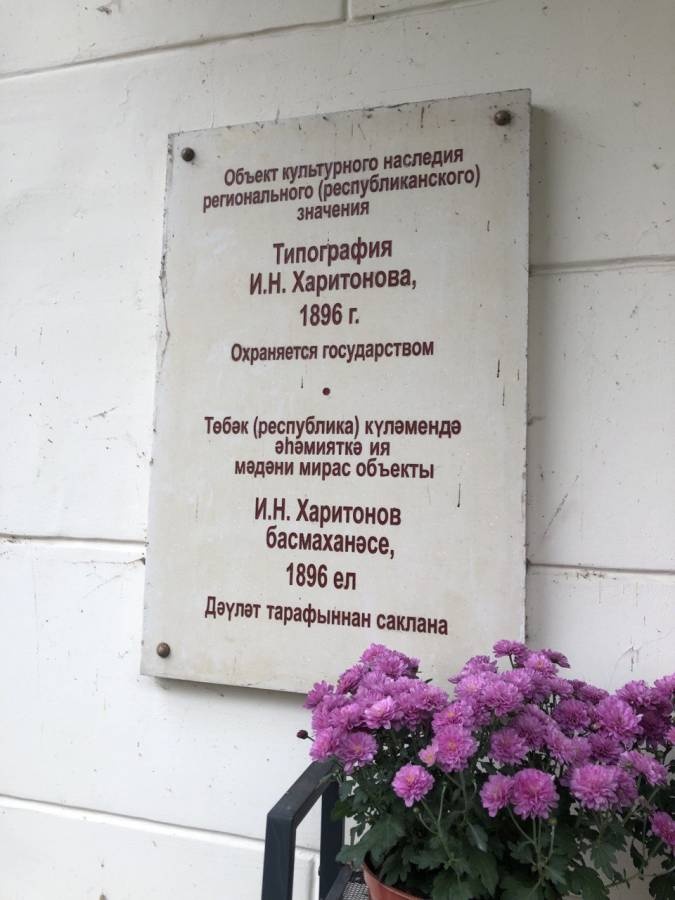 Объект культурного наследия
регионального (республиканского)
значения
Типография
И.Н. Харитонова,
1896 г.
Охраняется государством
•
Төбәк (республика) күләмендә
әһәмияткә ия
мәдәни мирас объекты
И.Н. Харитонов
басмаханәсе,
1896 ел
Дәүләт тарафыннан саклана